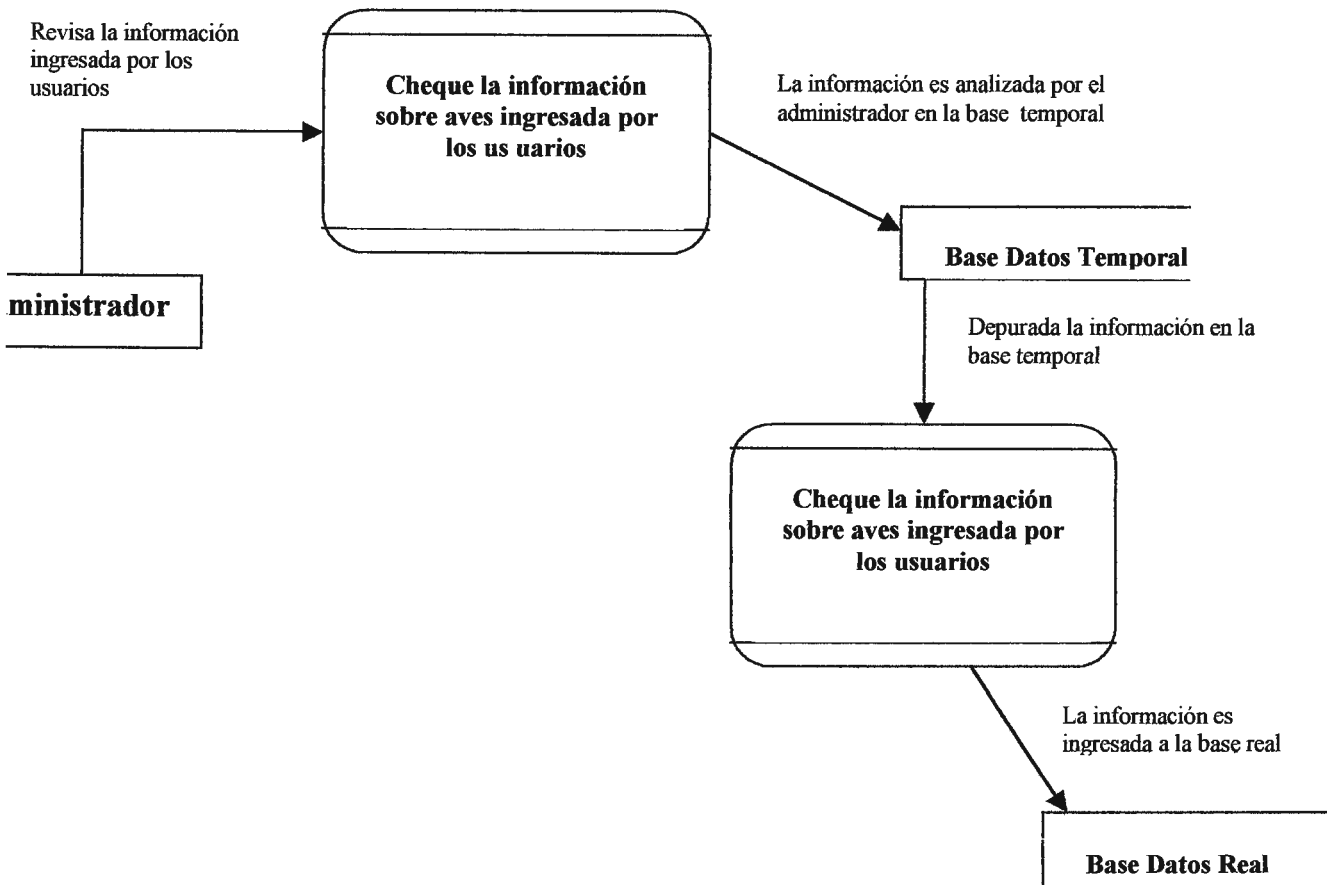 Revisa la información
ingresada por los
usuarios
Cheque la información
sobre aves ingresada por
los us uarios
La información es analizada por el
administrador en la base temporal
Base Datos Temporal
ministrador
Depurada la información en la
base temporal
Cheque la información
sobre aves ingresada por
los usuarios
La información es
ingresada a la base real
Base Datos Real